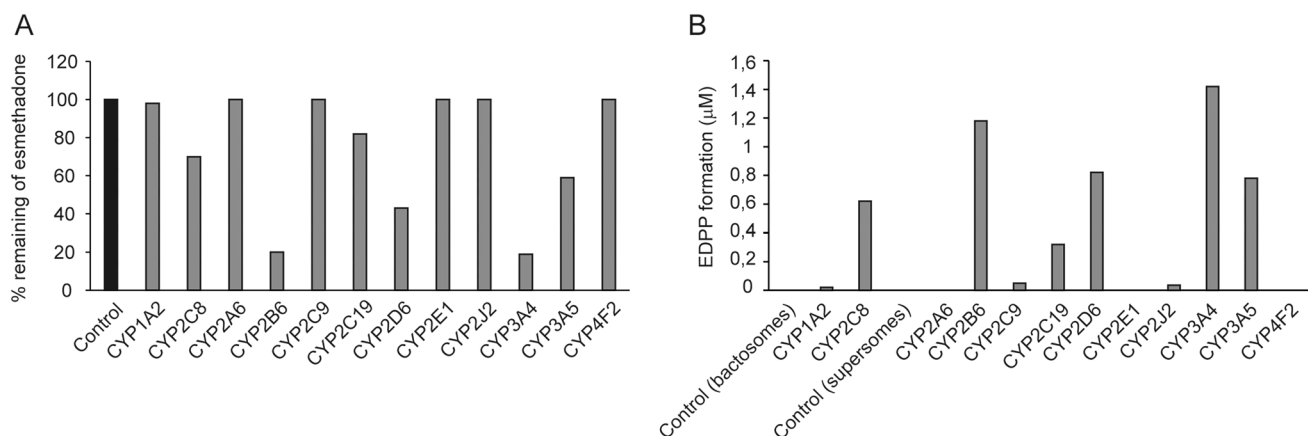 A
% remaining of esmethadone
120
100
80
60
40
20
0
Control
CYP1A2
CYP2C8
CYP2A6
CYP2B6
CYP2C9
CYP2C19
CYP2D6
CYP2E1
CYP2J2
CYP3A4
CYP3A5
CYP4F2
B
EDPP formation (μM)
1,6
1,4
1,2
1
0,8
0,6
0,4
0,2
0
Control (bactosomes)
CYP1A2
CYP2C8
Control (supersomes)
CYP2A6
CYP2B6
CYP2C9
CYP2C19
CYP2D6
CYP2E1
CYP2J2
CYP3A4
CYP3A5
CYP4F2